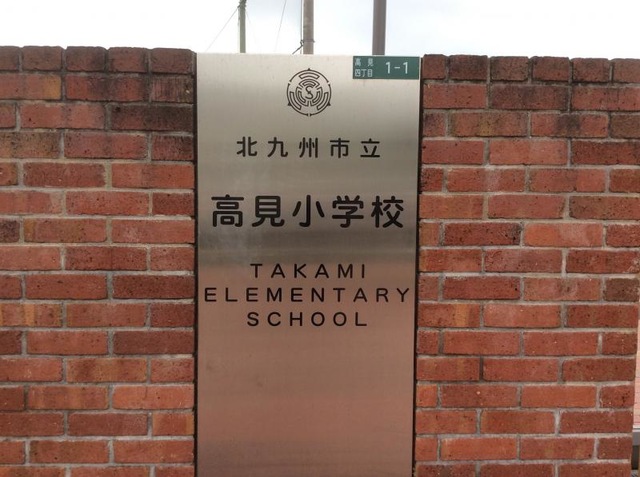 高見
四丁目 1-1
北九州市立
高見小学校
TAKAMI
ELEMENTARY
SCHOOL